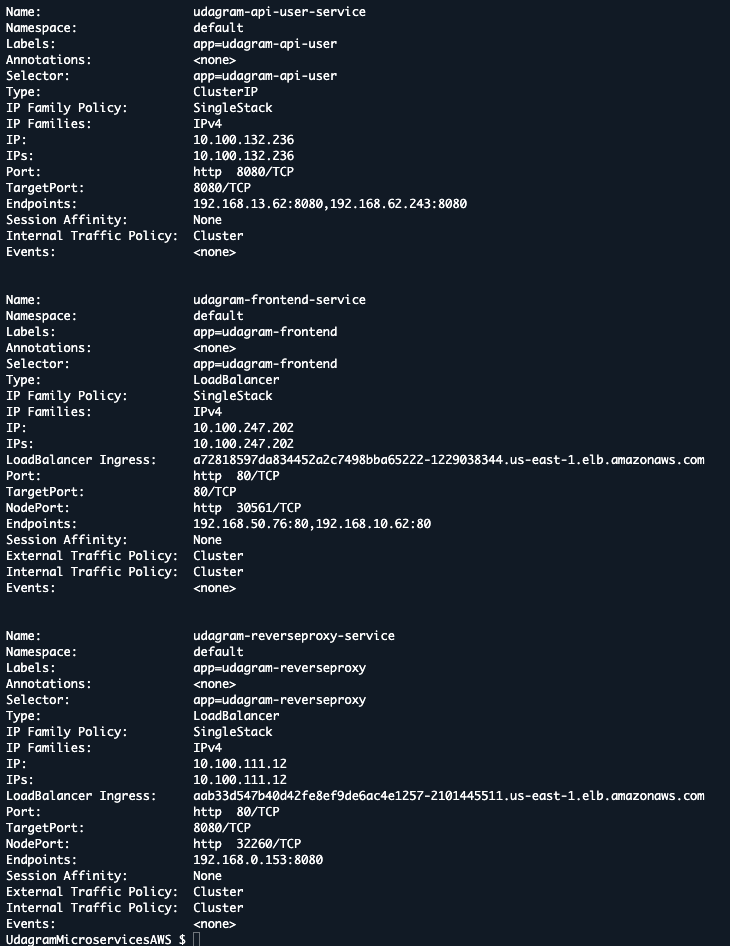 Name:                     udagram-api-user-service
Namespace:                default
Labels:                   app=udagram-api-user
Annotations:              <none>
Selector:                 app=udagram-api-user
Type:                     ClusterIP
IP Family Policy:         SingleStack
IP Families:              IPv4
IP:                       10.100.132.236
IPs:                      10.100.132.236
Port:                     http  8080/TCP
TargetPort:               8080/TCP
Endpoints:                192.168.13.62:8080,192.168.62.243:8080
Session Affinity:         None
Internal Traffic Policy:  Cluster
Events:                   <none>

Name:                     udagram-frontend-service
Namespace:                default
Labels:                   app=udagram-frontend
Annotations:              <none>
Selector:                 app=udagram-frontend
Type:                     LoadBalancer
IP Family Policy:         SingleStack
IP Families:              IPv4
IP:                       10.100.247.202
IPs:                      10.100.247.202
LoadBalancer Ingress:     a72818597da834452a2c7498bba65222-1229038344.us-east-1.elb.amazonaws.com
Port:                     http  80/TCP
TargetPort:               80/TCP
NodePort:                 http  30561/TCP
Endpoints:                192.168.50.76:80,192.168.10.62:80
Session Affinity:         None
External Traffic Policy:  Cluster
Internal Traffic Policy:  Cluster
Events:                   <none>

Name:                     udagram-reverseproxy-service
Namespace:                default
Labels:                   app=udagram-reverseproxy
Annotations:              <none>
Selector:                 app=udagram-reverseproxy
Type:                     LoadBalancer
IP Family Policy:         SingleStack
IP Families:              IPv4
IP:                       10.100.111.12
IPs:                      10.100.111.12
LoadBalancer Ingress:     aab33d547b40d42fe8ef9de6ac4e1257-2101445511.us-east-1.elb.amazonaws.com
Port:                     http  80/TCP
TargetPort:               8080/TCP
NodePort:                 http  32260/TCP
Endpoints:                192.168.0.153:8080
Session Affinity:         None
External Traffic Policy:  Cluster
Internal Traffic Policy:  Cluster
Events:                   <none>
UdagramMicroservicesAWS $